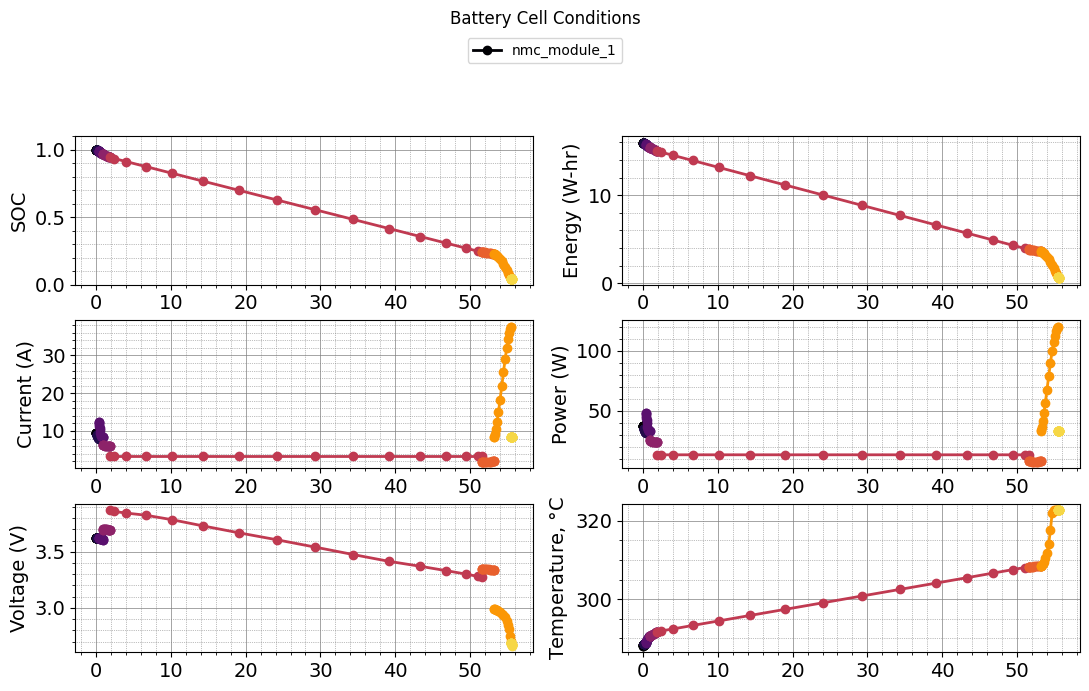 Battery Cell Conditions
nmc_module_1
SOC
1.0
0.5
0.0
0 10 20 30 40 50
Energy (W-hr)
10
0
0 10 20 30 40 50
Current (A)
30
20
10
0 10 20 30 40 50
Power (W)
100
50
0 10 20 30 40 50
Voltage (V)
3.5
3.0
0 10 20 30 40 50
Temperature, °C
320
300
0 10 20 30 40 50